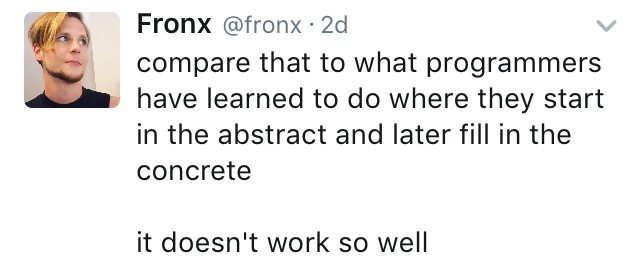 Fronx @fronx · 2d
compare that to what programmers
have learned to do where they start
in the abstract and later fill in the
concrete
it doesn't work so well